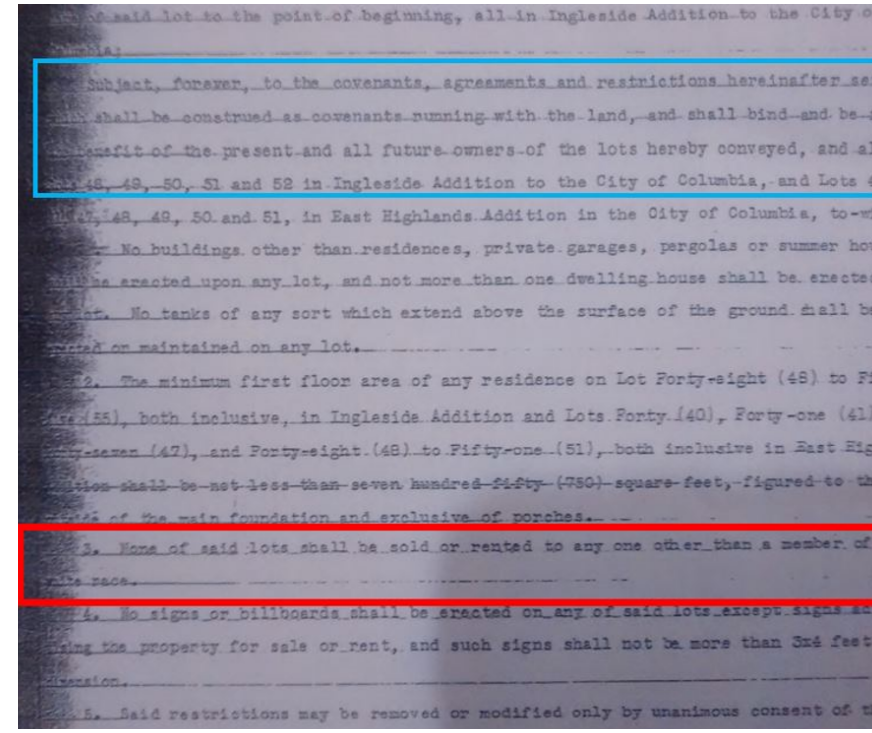 said lot to the point of beginning, all in Ingleside Addition to the City o
Subject, forever, to the covenants, agreements and restrictions hereinafter se
shall be construed as covenants running with the land, and shall bind and be
benefit of the present and all future owners of the lots hereby conveyed, and al
48, 49, 50, 51 and 52 in Ingleside Addition to the City of Columbia, and Lots 4
47, 48, 49, 50 and 51, in East Highlands Addition in the City of Columbia, to-w
No buildings other than residences, private garages, pergolas or summer hou
be erected upon any lot, and not more than one dwelling house shall be erecte
No tanks of any sort which extend above the surface of the ground shall be
or maintained on any lot.
2. The minimum first floor area of any residence on Lot Forty-eight (48) to Fi
(55), both inclusive, in Ingleside Addition and Lots Forty (40), Forty-one (41)
seven (47), and Forty-eight (48) to Fifty-one (51), both inclusive in East Hig
shall be not less than seven hundred fifty (750) square feet, figured to th
of the main foundation and exclusive of porches.
3. None of said lots shall be sold or rented to any one other than a member of
race.
4. No signs or billboards shall be erected on any of said lots except signs ad
the property for sale or rent, and such signs shall not be more than 3x4 feet
dimension.
5. Said restrictions may be removed or modified only by unanimous consent of t